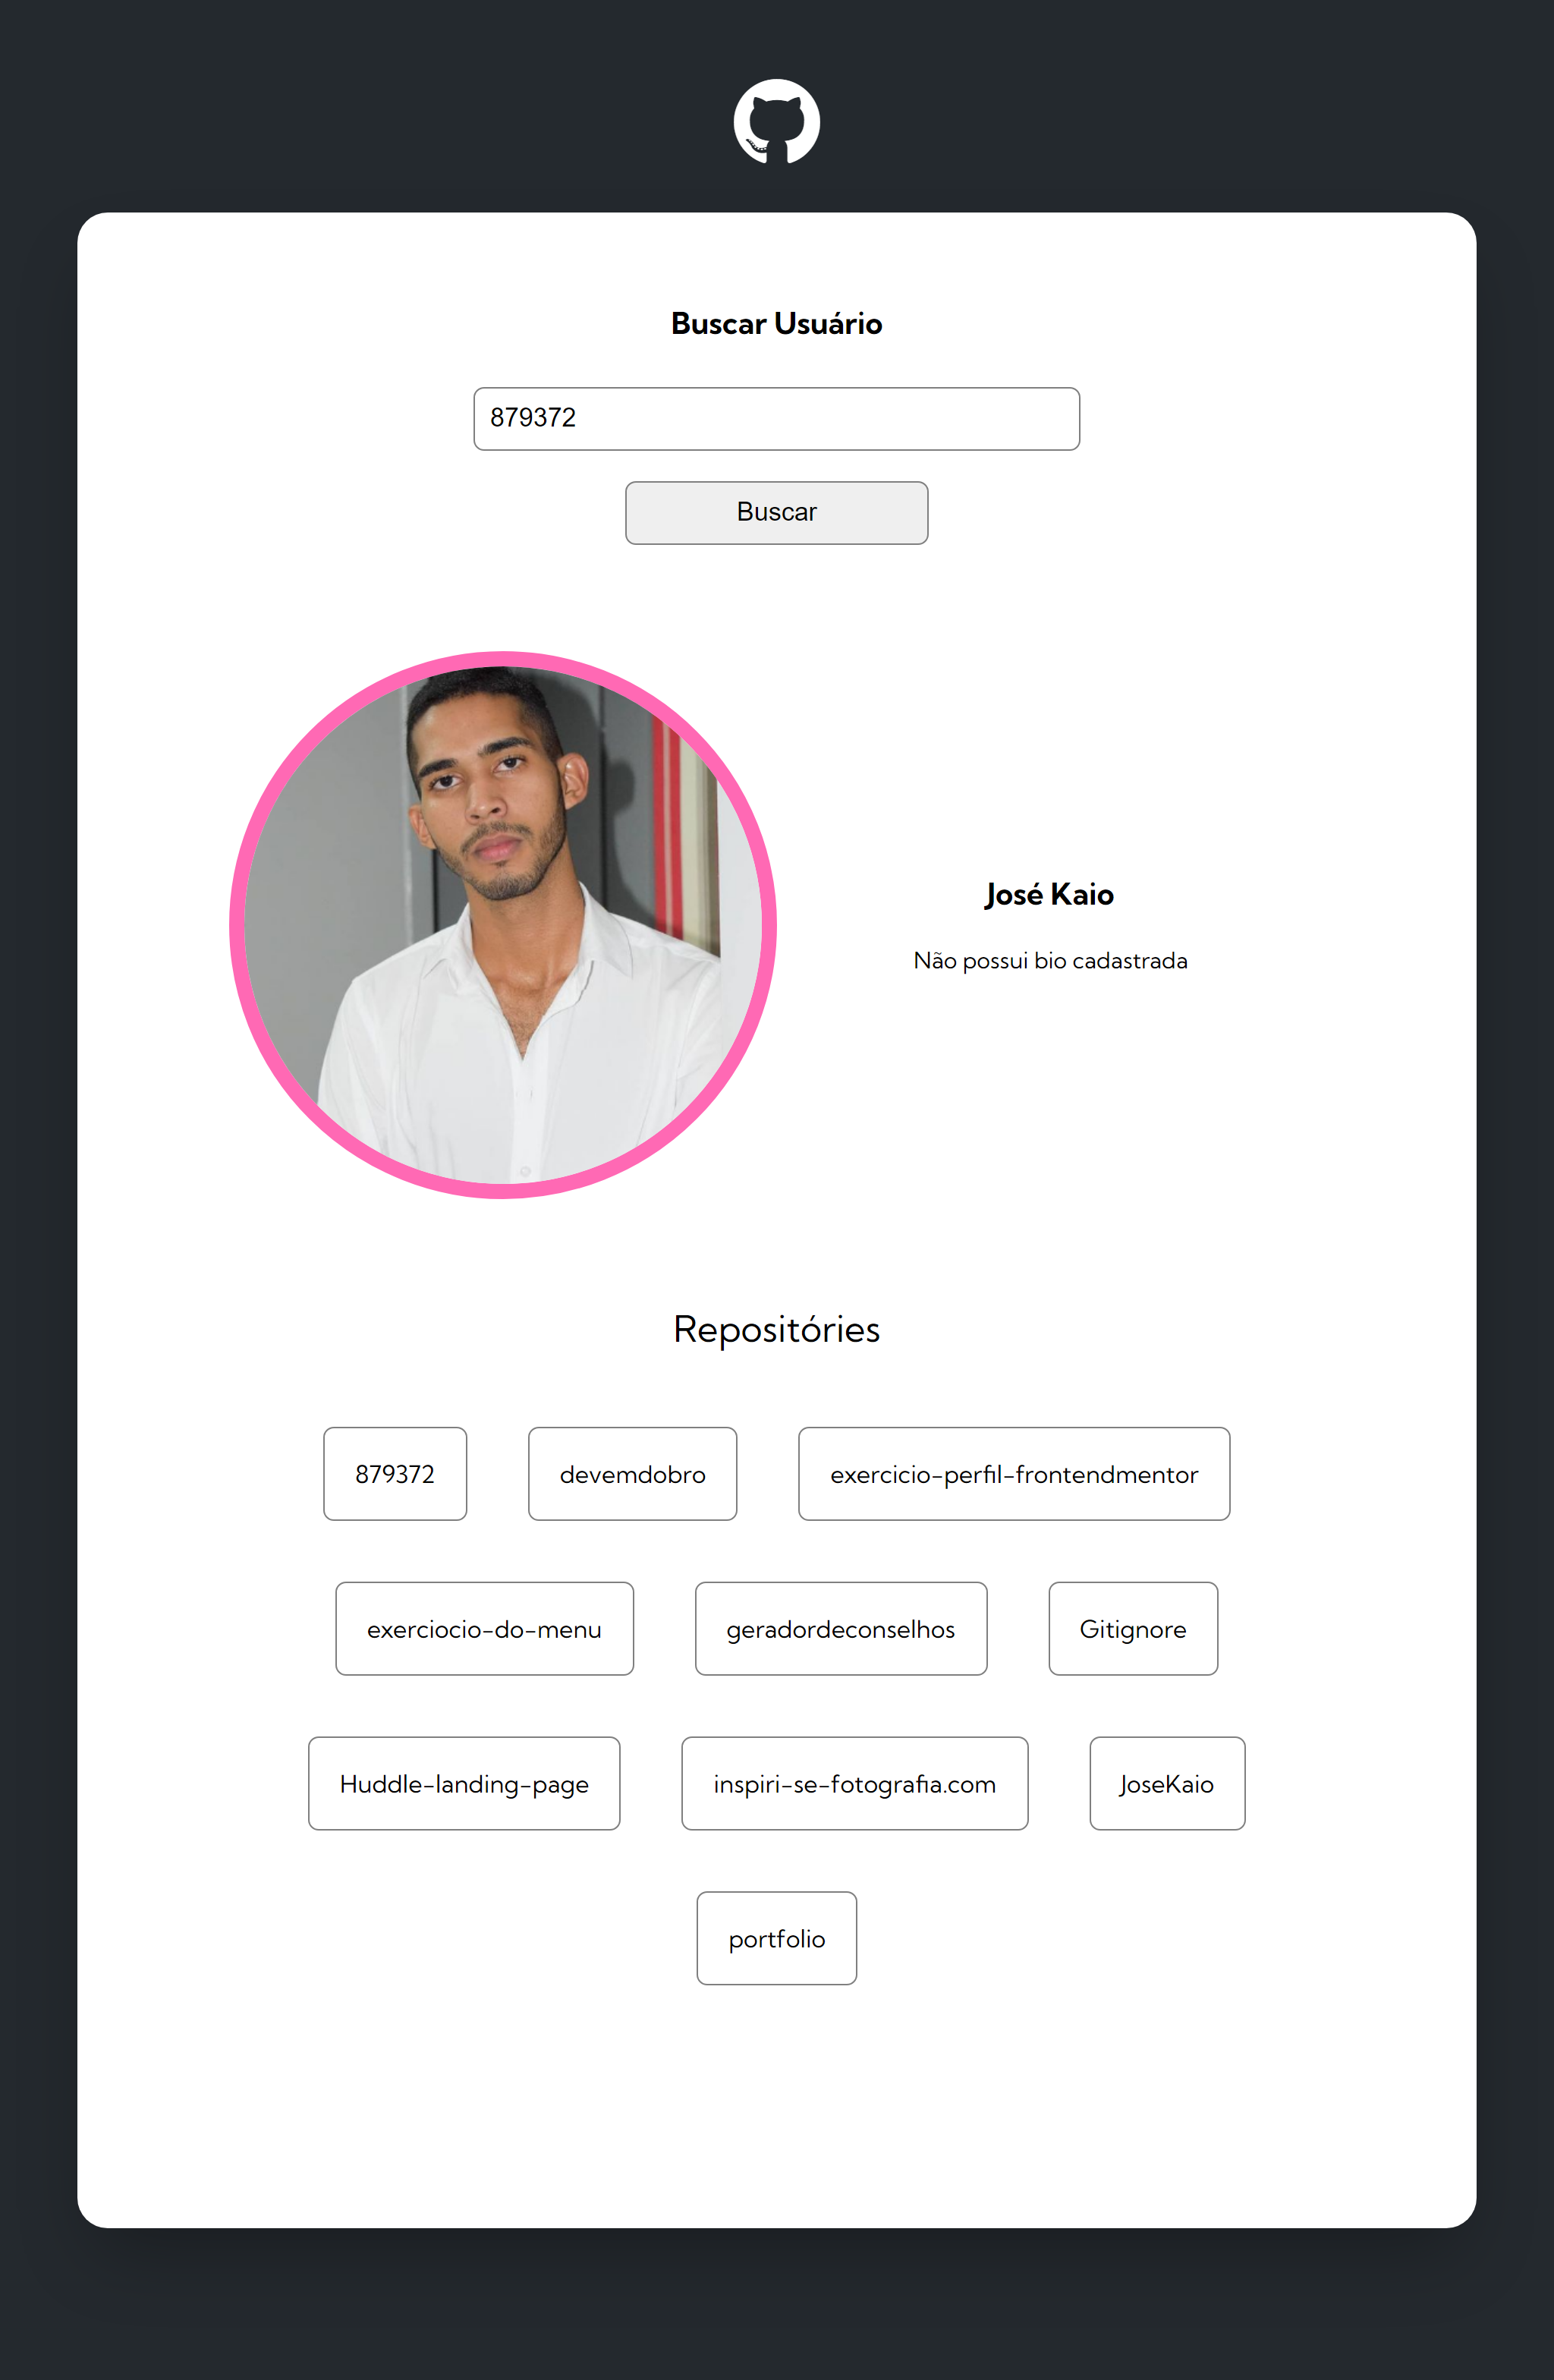 Buscar Usuário
879372
Buscar
José Kaio
Não possui bio cadastrada
Repositóries
879372 devemdobro exercicio-perfil-frontendmentor
exerciocio-do-menu geradordeconselhos Gitignore
Huddle-landing-page inspiri-se-fotografia.com JoseKaio
portfolio